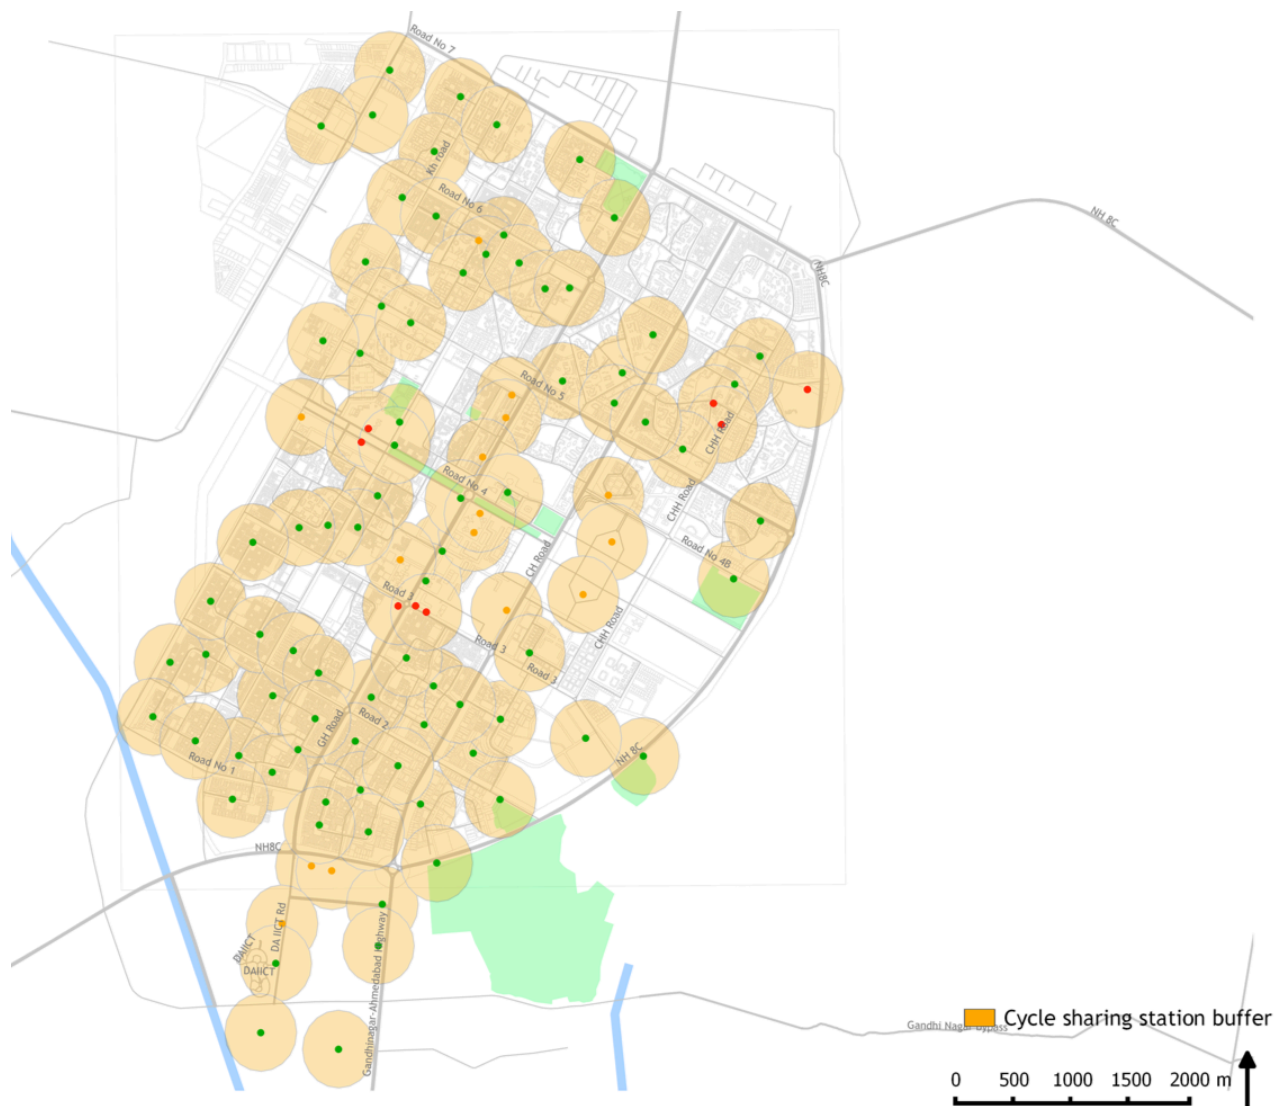 Road No 7
Kh road
Road No 6
NH 8C
NH8C
Road No 5
CHH Road
Road No 4
CHH Road
Road No 4B
CH Road
Road 3
Road 3
CHH Road
Road 3
Road 2
GH Road
NH 8C
Road No 1
NH8C
DA IICT Rd
DAIICT
DAIICT
Gandhinagar-Ahmedabad Highway
Cycle sharing station buffer
Gandhi Nagar Bypass
0 500 1000 1500 2000 m